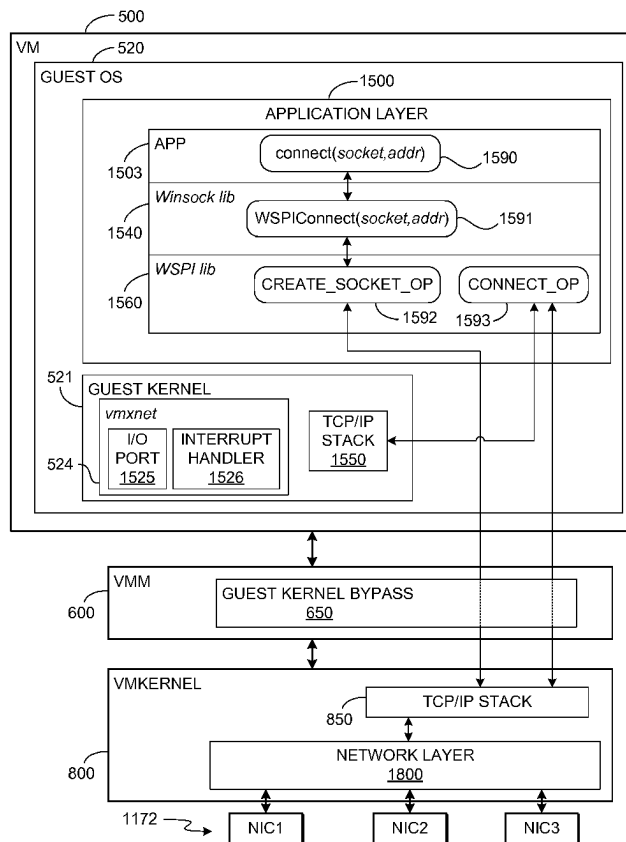 500
VM
520
GUEST OS
1500
APPLICATION LAYER
APP
1503
connect(socket,addr)
1590
Winsock lib
1540
WSPIConnect(socket,addr)
1591
WSPI lib
1560
CREATE_SOCKET_OP
CONNECT_OP
1592
1593
521
GUEST KERNEL
vmxnet
I/O
PORT
1525
INTERRUPT
HANDLER
1526
TCP/IP
STACK
1550
524
VMM
600
GUEST KERNEL BYPASS
650
VMKERNEL
850
TCP/IP STACK
800
NETWORK LAYER
1800
1172
NIC1
NIC2
NIC3